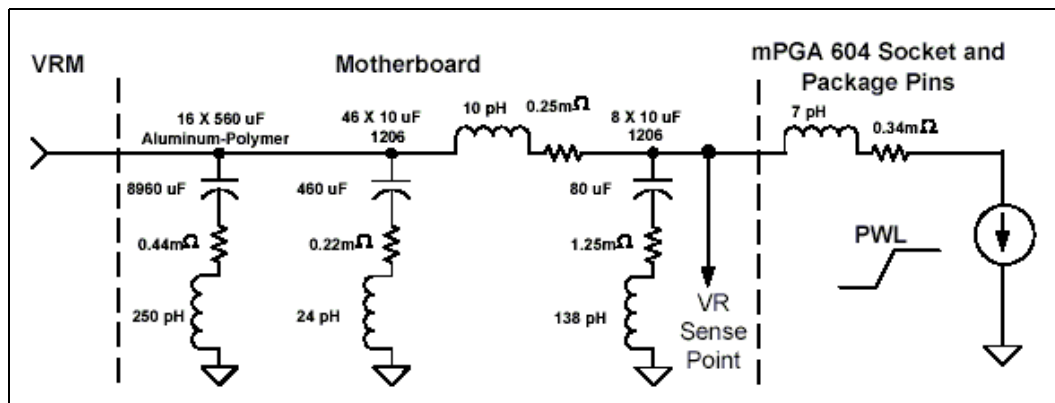 VRM
Motherboard
mPGA 604 Socket and
Package Pins
16 X 560 uF
Aluminum-Polymer
46 X 10 uF
1206
10 pH
0.25mΩ
8 X 10 uF
1206
7 pH
0.34mΩ
8960 uF
460 uF
80 uF
0.44mΩ
0.22mΩ
1.25mΩ
PWL
250 pH
24 pH
138 pH
VR
Sense
Point